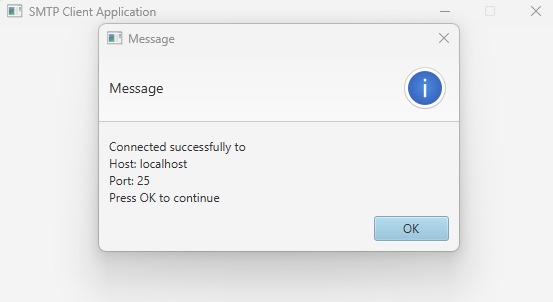 SMTP Client Application
Message
Message
i
Connected successfully to
Host: localhost
Port: 25
Press OK to continue
OK